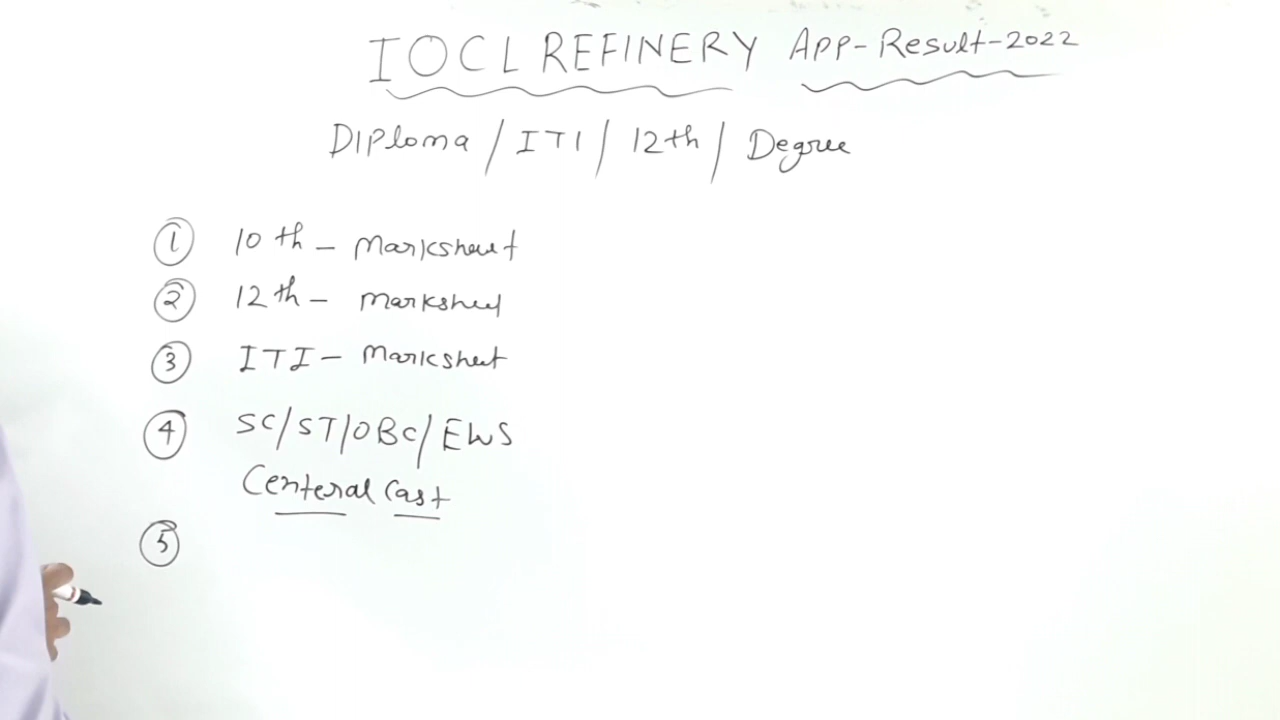 IOCL REFINERY APP-Result-2022
Diploma / ITI / 12th / Degree
① 10th - Marksheet
② 12th - marksheet
③ ITI - Marksheet
④ SC/ST/OBC/EWS
Centeral Cast
⑤